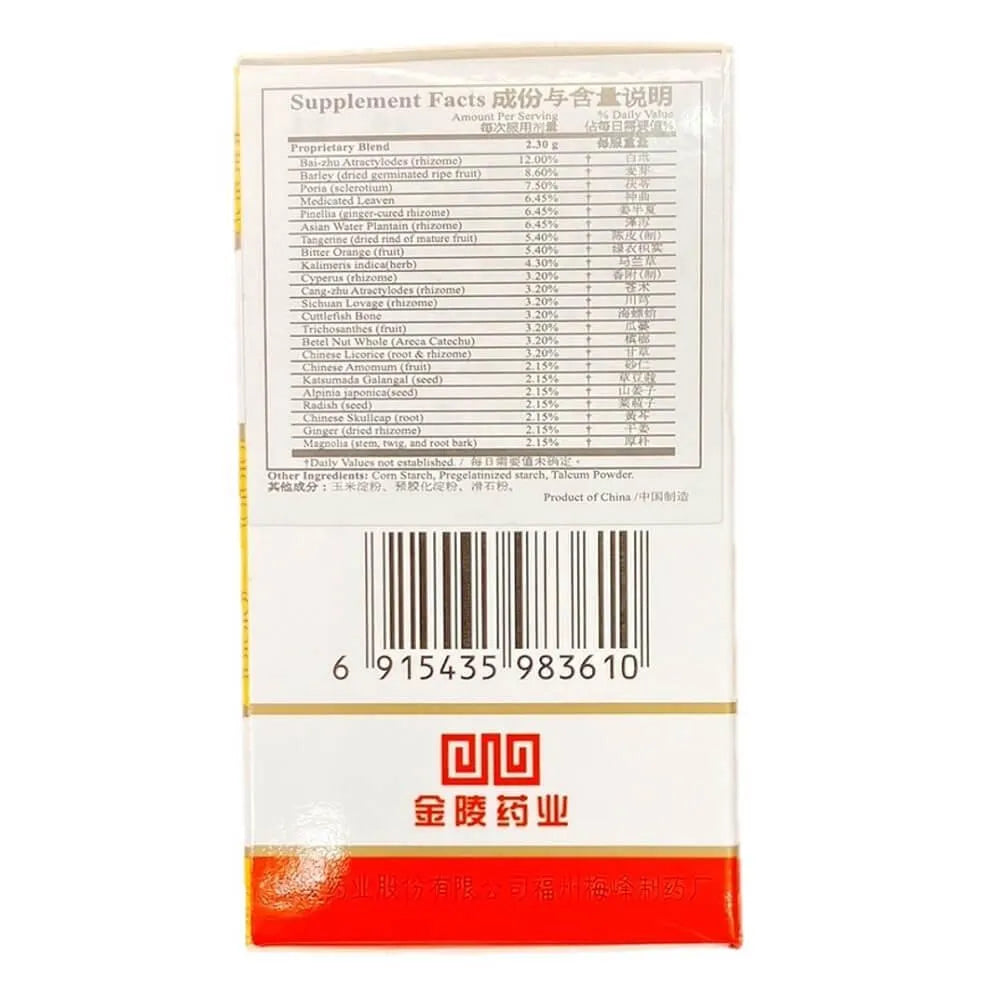 Supplement Facts 成份与含量说明
Amount Per Serving % Daily Value
每次服用剂量 佔每日需要值%
Proprietary Blend 2.30 g
Bai-zhu Atractylodes (rhizome) 12.00% † 白术
Barley (dried germinated ripe fruit) 8.60% † 麦芽
Poria (sclerotium) 7.50% † 茯苓
Medicated Leaven 6.45% † 神曲
Pinellia (ginger-cured rhizome) 6.45% † 姜半夏
Asian Water Plantain (rhizome) 6.45% † 泽泻
Tangerine (dried rind of mature fruit) 5.40% † 陈皮(制)
Bitter Orange (fruit) 5.40% † 绿衣枳实
Kalimeris indica(herb) 4.30% † 马兰草
Cyperus (rhizome) 3.20% † 香附(制)
Cang-zhu Atractylodes (rhizome) 3.20% † 苍术
Sichuan Lovage (rhizome) 3.20% † 川芎
Cuttlefish Bone 3.20% † 海螵蛸
Trichosanthes (fruit) 3.20% † 瓜蒌
Betel Nut Whole (Areca Catechu) 3.20% † 槟榔
Chinese Licorice (root & rhizome) 3.20% † 甘草
Chinese Amomum (fruit) 2.15% † 砂仁
Katsumada Galangal (seed) 2.15% † 草豆蔻
Alpinia japonica(seed) 2.15% † 山姜子
Radish (seed) 2.15% † 莱菔子
Chinese Skullcap (root) 2.15% † 黄芩
Ginger (dried rhizome) 2.15% † 干姜
Magnolia (stem, twig, and root bark) 2.15% † 厚朴
†Daily Values not established. / 每日需要值未确定。
Other Ingredients: Corn Starch, Pregelatinized starch, Talcum Powder.
其他成分：玉米淀粉、预胶化淀粉、滑石粉。
Product of China /中国制造
6 915435 983610
金陵药业
药业股份有限公司福州梅峰制药厂